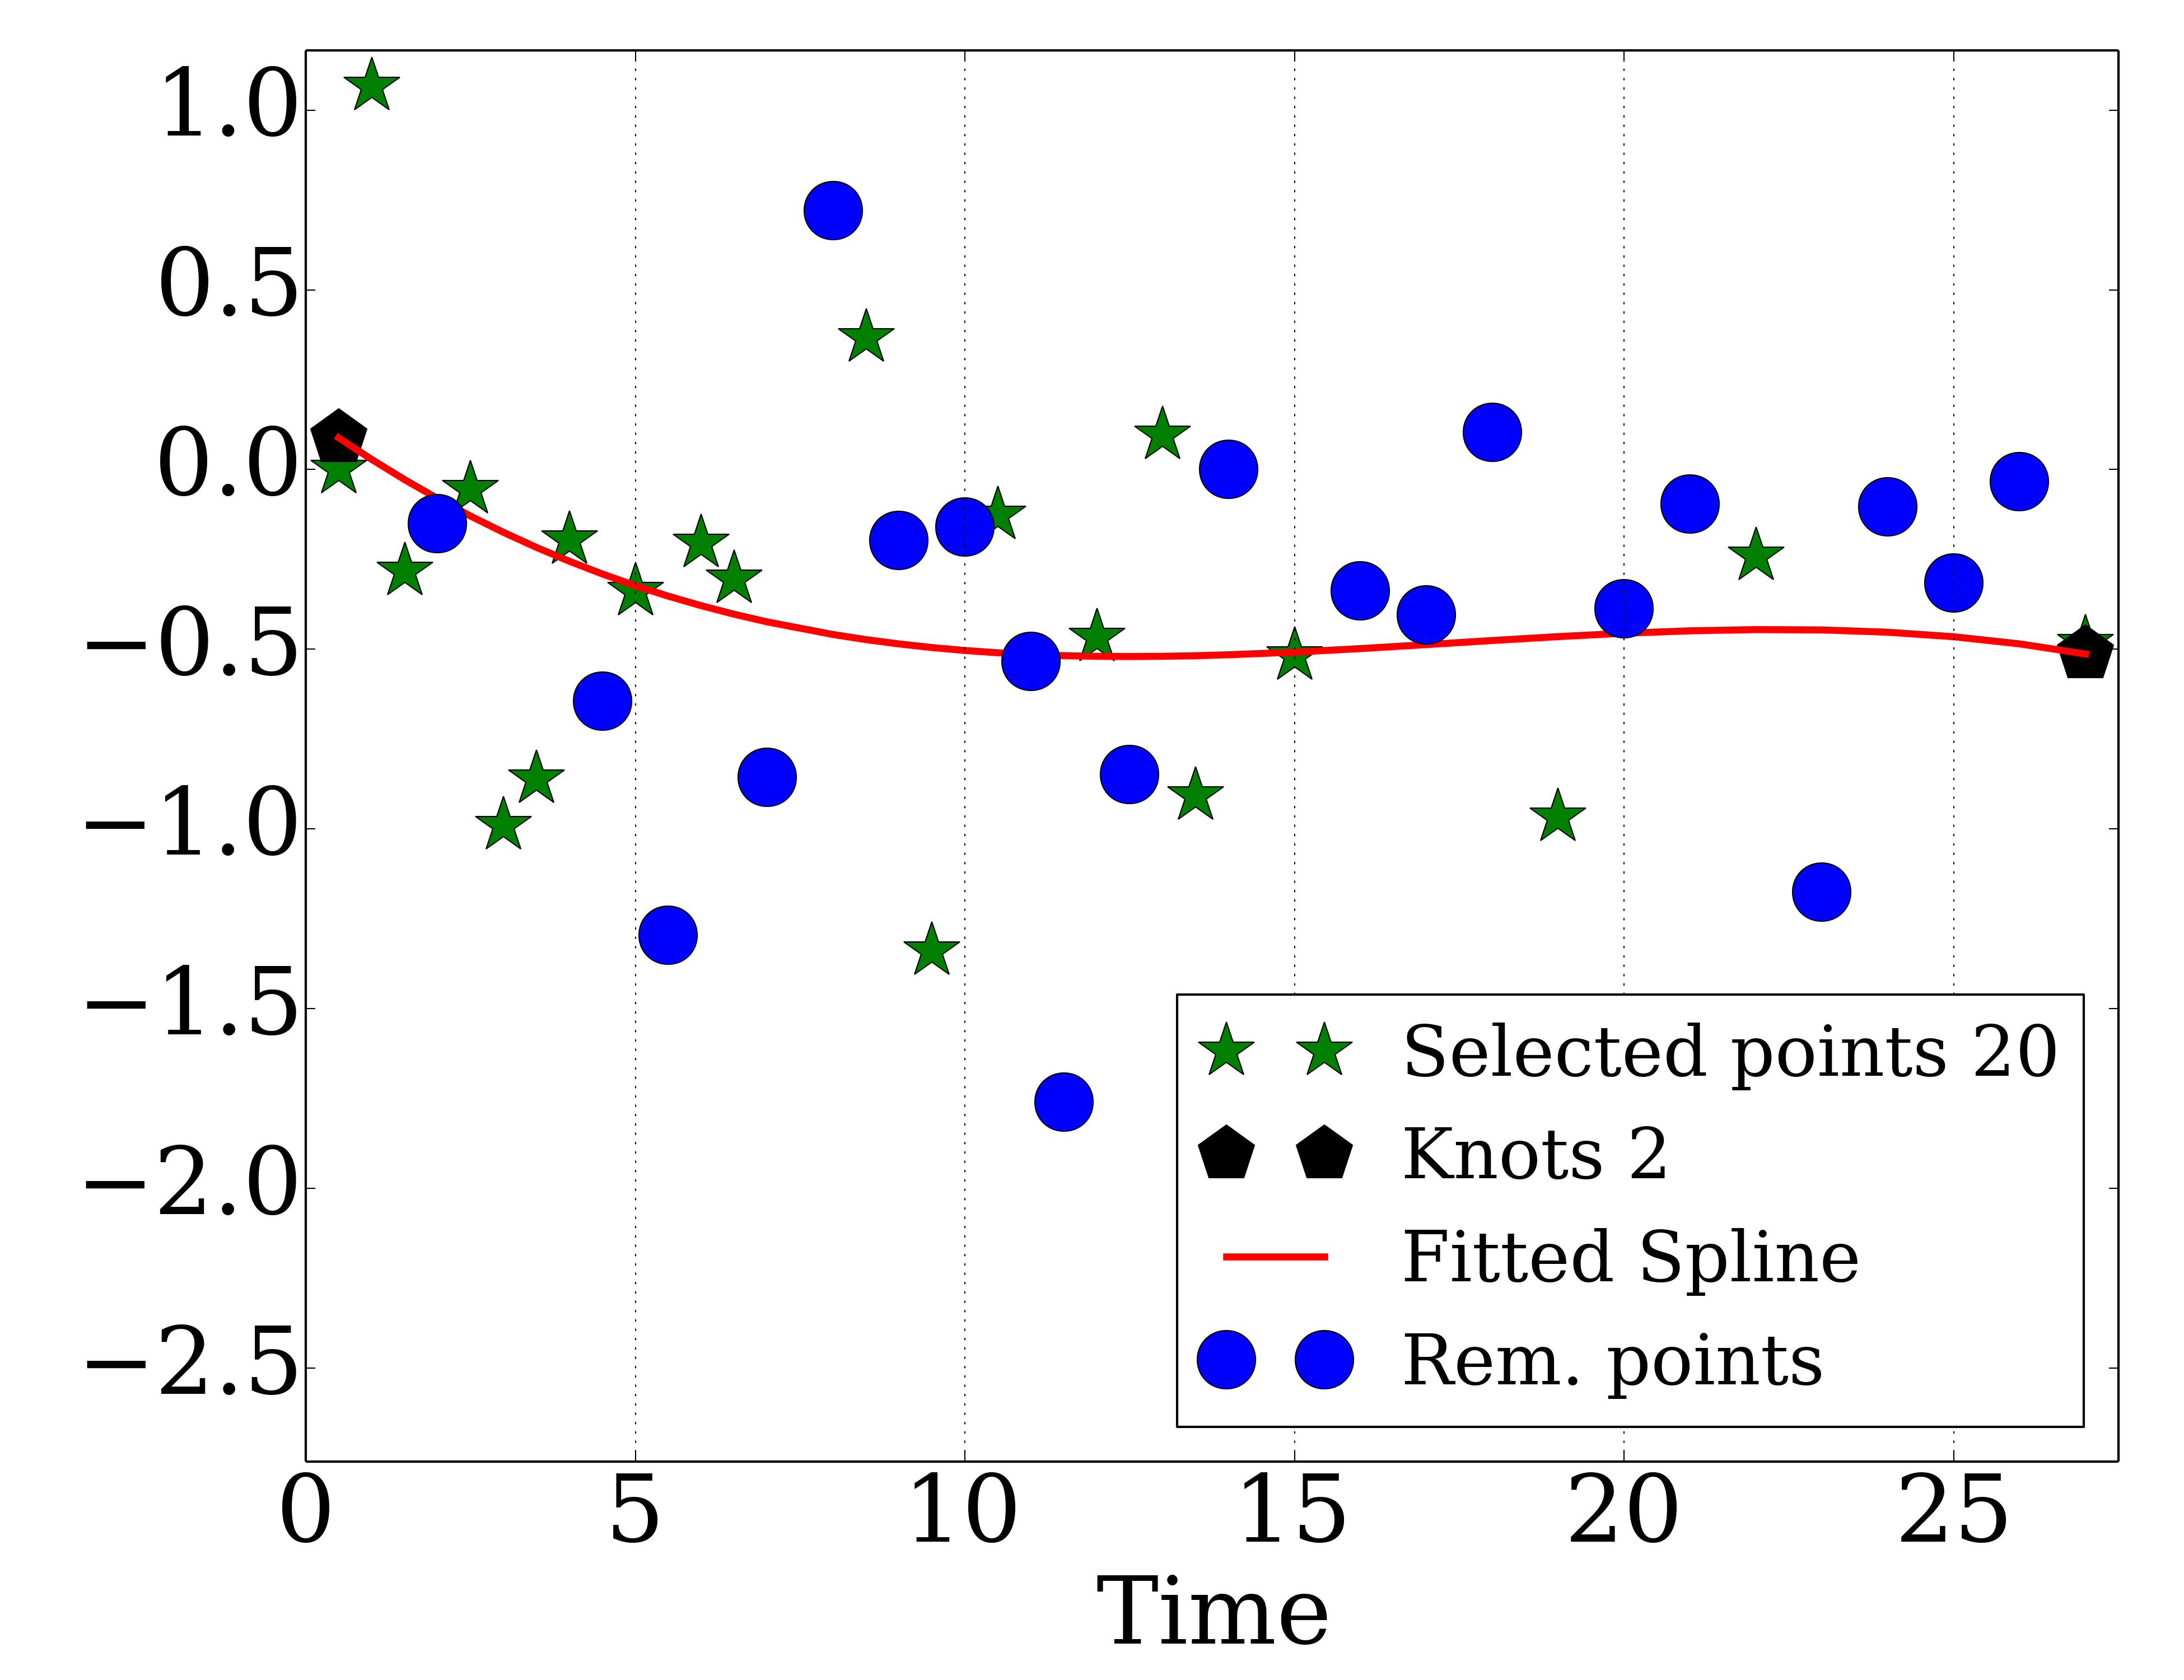 1.0
0.5
0.0
−0.5
−1.0
−1.5
−2.0
−2.5
Selected points 20
Knots 2
Fitted Spline
Rem. points
0 5 10 15 20 25
Time